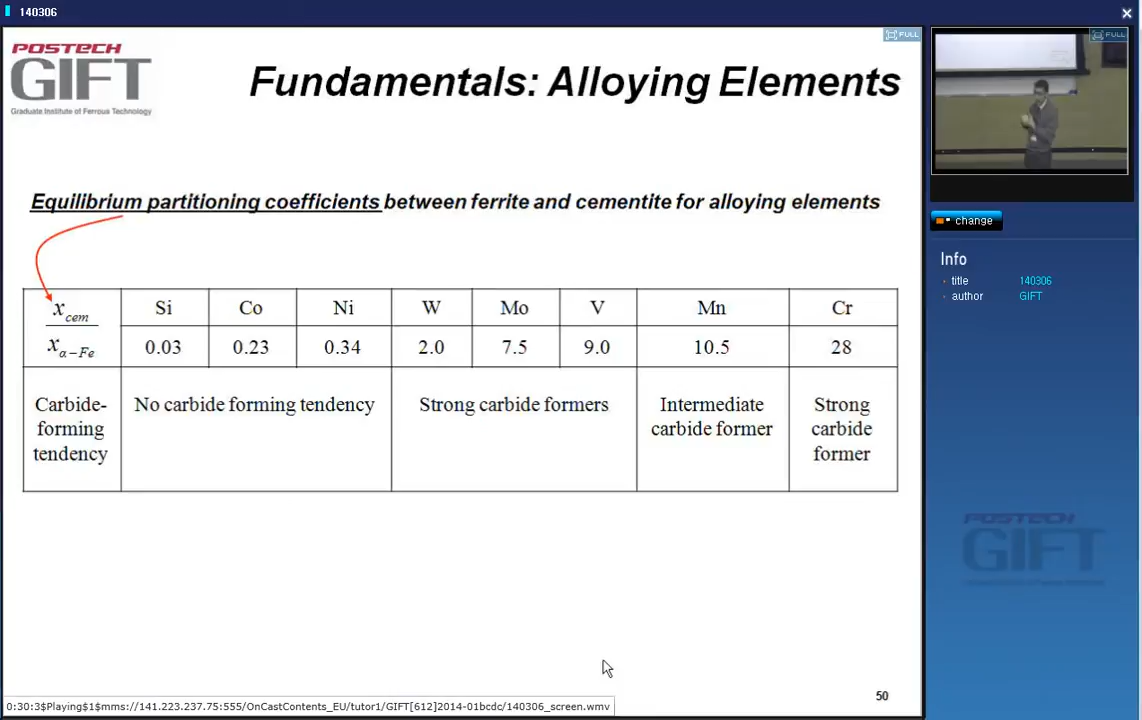 140306
POSTECH
GIFT
Graduate Institute of Ferrous Technology
Fundamentals: Alloying Elements
FULL
FULL
Equilibrium partitioning coefficients between ferrite and cementite for alloying elements
x_cem / x_α–Fe
Si Co Ni W Mo V Mn Cr
0.03 0.23 0.34 2.0 7.5 9.0 10.5 28
Carbide-
forming
tendency
No carbide forming tendency
Strong carbide formers
Intermediate
carbide former
Strong
carbide
former
50
0:30:3$Playing$1$mms://141.223.237.75:555/OnCastContents_EU/tutor1/GIFT[612]2014-01bcdc/140306_screen.wmv
change
Info
title 140306
author GIFT
POSTECH
GIFT